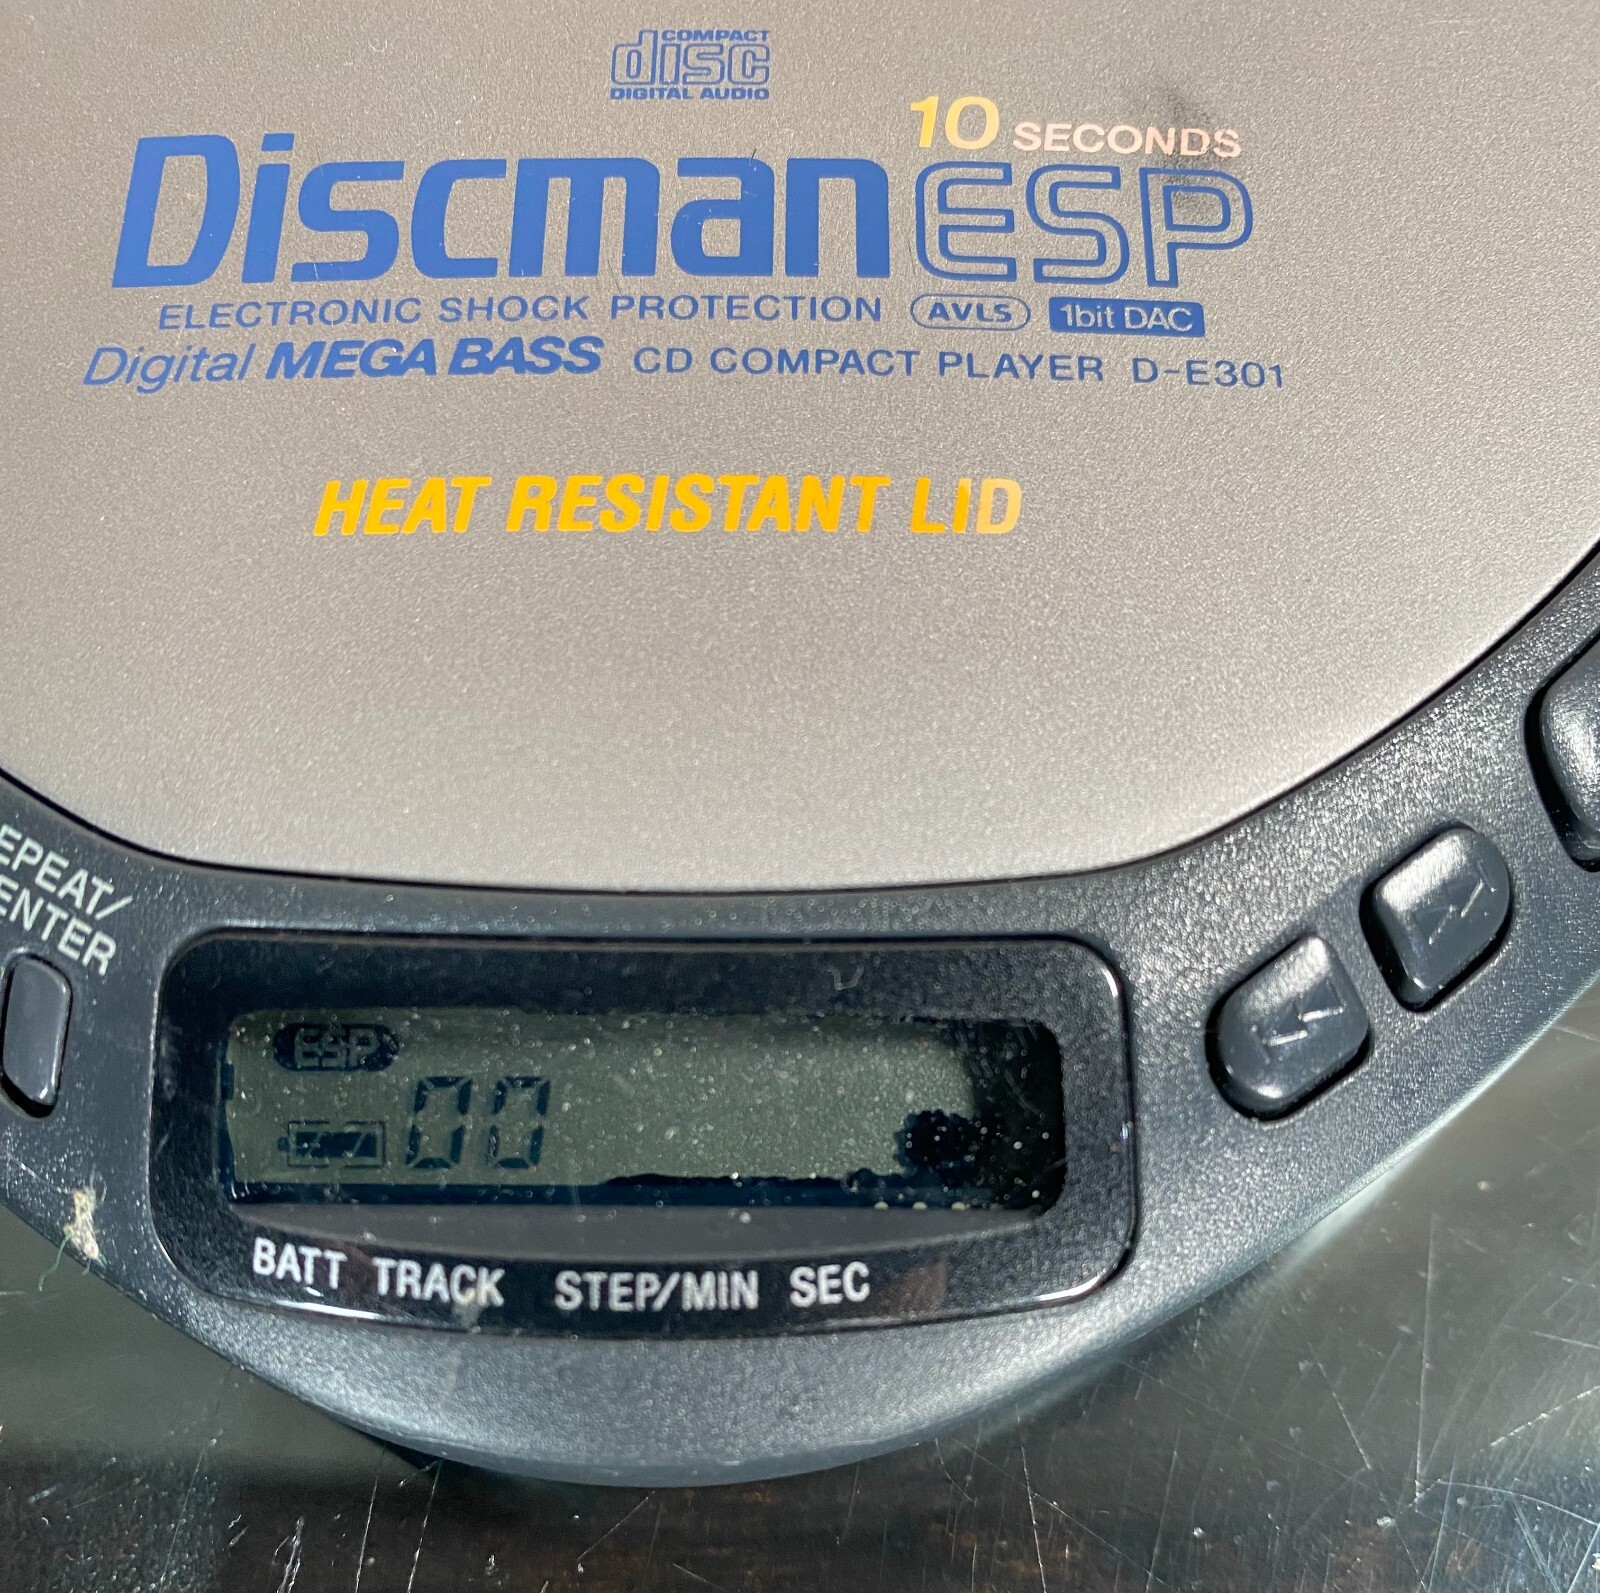 COMPACT
disc
DIGITAL AUDIO
10 SECONDS
Discman ESP
ELECTRONIC SHOCK PROTECTION AVLS 1bit DAC
Digital MEGA BASS CD COMPACT PLAYER D-E301
HEAT RESISTANT LID
EPEAT/
ENTER
ESP
00
BATT TRACK STEP/MIN SEC